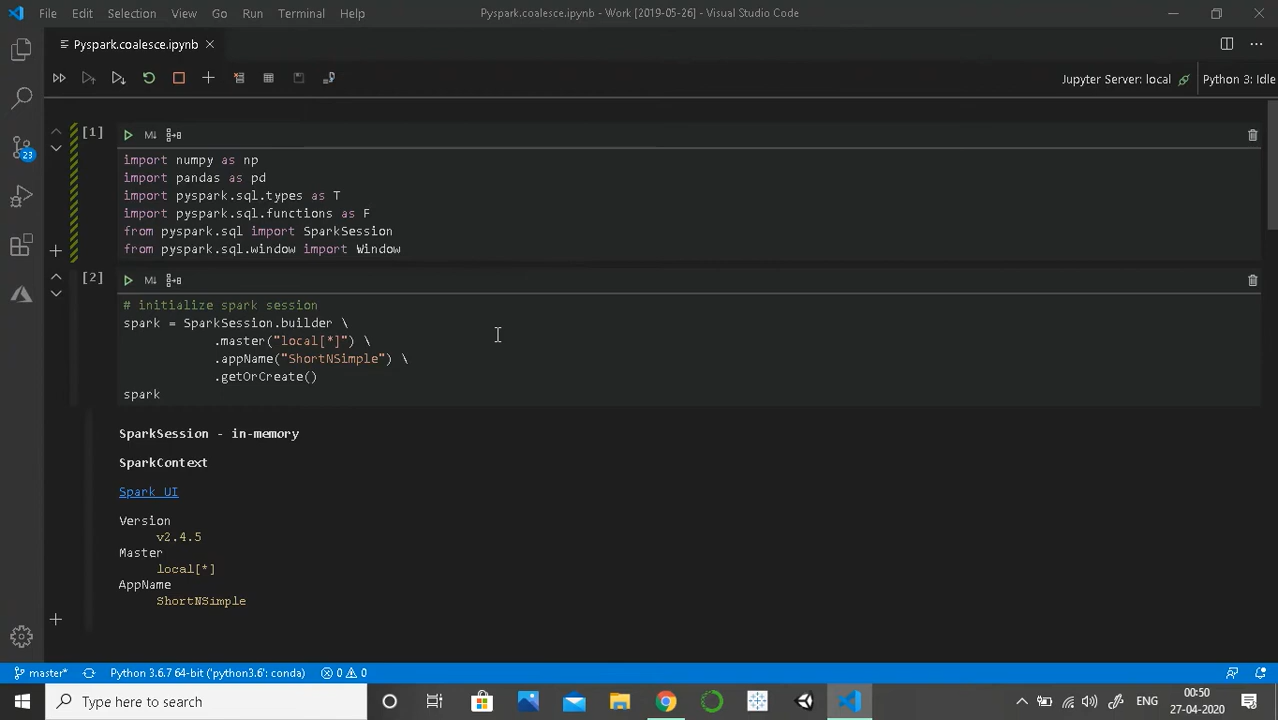 File Edit Selection View Go Run Terminal Help Pyspark.coalesce.ipynb - Work [2019-05-26] - Visual Studio Code
Pyspark.coalesce.ipynb
Jupyter Server: local Python 3: Idle
[1] M↓
import numpy as np
import pandas as pd
import pyspark.sql.types as T
import pyspark.sql.functions as F
from pyspark.sql import SparkSession
from pyspark.sql.window import Window
[2] M↓
# initialize spark session
spark = SparkSession.builder \
.master("local[*]") \
.appName("ShortNSimple") \
.getOrCreate()
spark
SparkSession - in-memory
SparkContext
Spark UI
Version
v2.4.5
Master
local[*]
AppName
ShortNSimple
23
master* Python 3.6.7 64-bit ('python3.6': conda) 0 0
Type here to search
ENG
00:50
27-04-2020